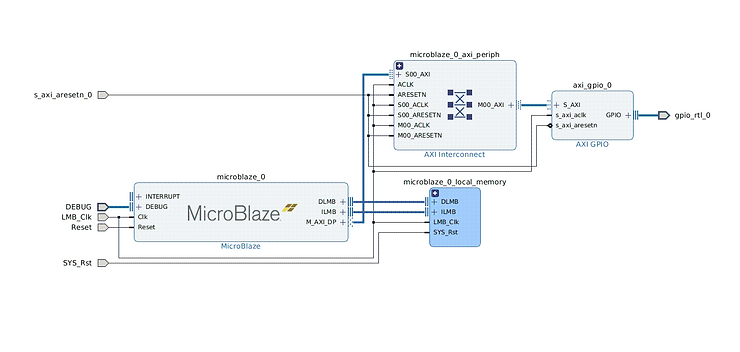 microblaze_0_axi_periph
S00_AXI
ACLK
ARESETN
S00_ACLK
S00_ARESETN
M00_ACLK
M00_ARESETN
M00_AXI
AXI Interconnect
axi_gpio_0
S_AXI
s_axi_aclk
s_axi_aresetn
GPIO
AXI GPIO
gpio_rtl_0
s_axi_aresetn_0
microblaze_0
INTERRUPT
DEBUG
Clk
Reset
MicroBlaze
DLMB
ILMB
M_AXI_DP
MicroBlaze
DEBUG
LMB_Clk
Reset
SYS_Rst
microblaze_0_local_memory
DLMB
ILMB
LMB_Clk
SYS_Rst